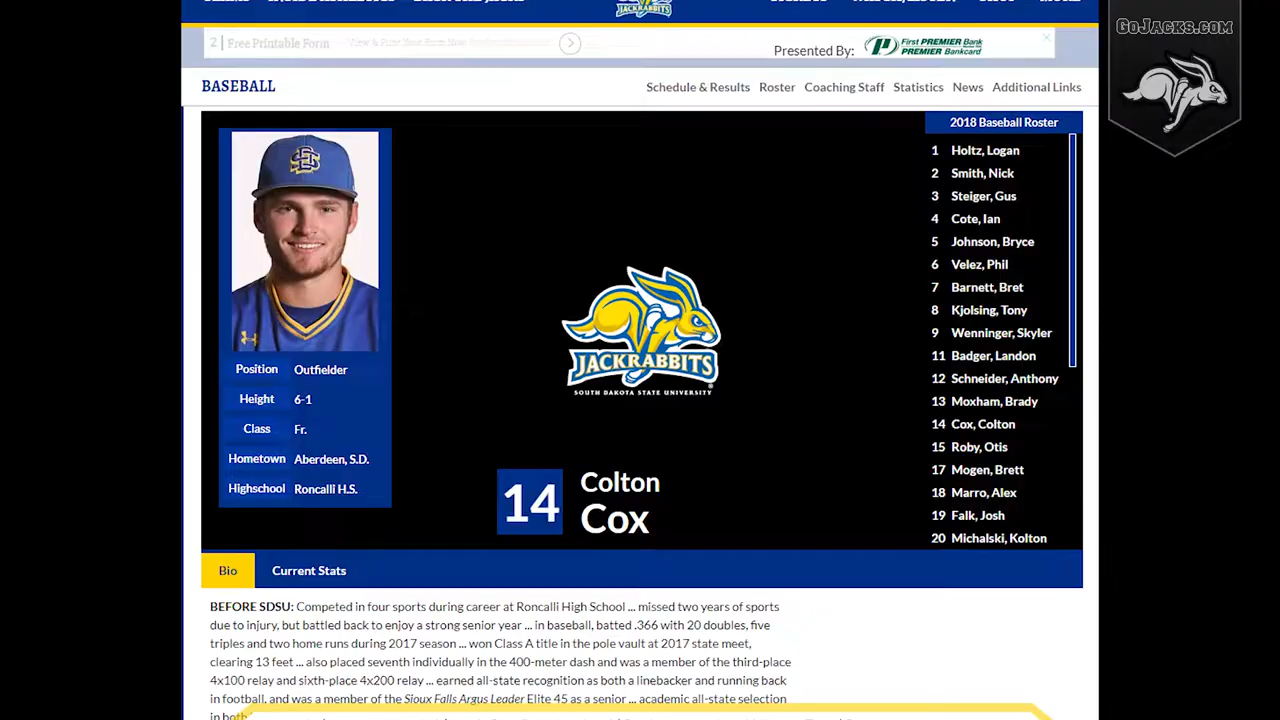 GoJacks.com
JACKRABBITS
2 | Free Printable Form
Presented By:
First PREMIER Bank
PREMIER Bankcard
BASEBALL
Schedule & Results Roster Coaching Staff Statistics News Additional Links
2018 Baseball Roster
1 Holtz, Logan
2 Smith, Nick
3 Steiger, Gus
4 Cote, Ian
5 Johnson, Bryce
6 Velez, Phil
7 Barnett, Bret
8 Kjolsing, Tony
9 Wenninger, Skyler
11 Badger, Landon
12 Schneider, Anthony
13 Moxham, Brady
14 Cox, Colton
15 Roby, Otis
17 Mogen, Brett
18 Marro, Alex
19 Falk, Josh
20 Michalski, Kolton
Position Outfielder
Height 6-1
Class Fr.
Hometown Aberdeen, S.D.
Highschool Roncalli H.S.
JACKRABBITS
SOUTH DAKOTA STATE UNIVERSITY
14
Colton
Cox
Bio Current Stats
BEFORE SDSU: Competed in four sports during career at Roncalli High School ... missed two years of sports
due to injury, but battled back to enjoy a strong senior year ... in baseball, batted .366 with 20 doubles, five
triples and two home runs during 2017 season ... won Class A title in the pole vault at 2017 state meet,
clearing 13 feet ... also placed seventh individually in the 400-meter dash and was a member of the third-place
4x100 relay and sixth-place 4x200 relay ... earned all-state recognition as both a linebacker and running back
in football, and was a member of the Sioux Falls Argus Leader Elite 45 as a senior ... academic all-state selection
in both